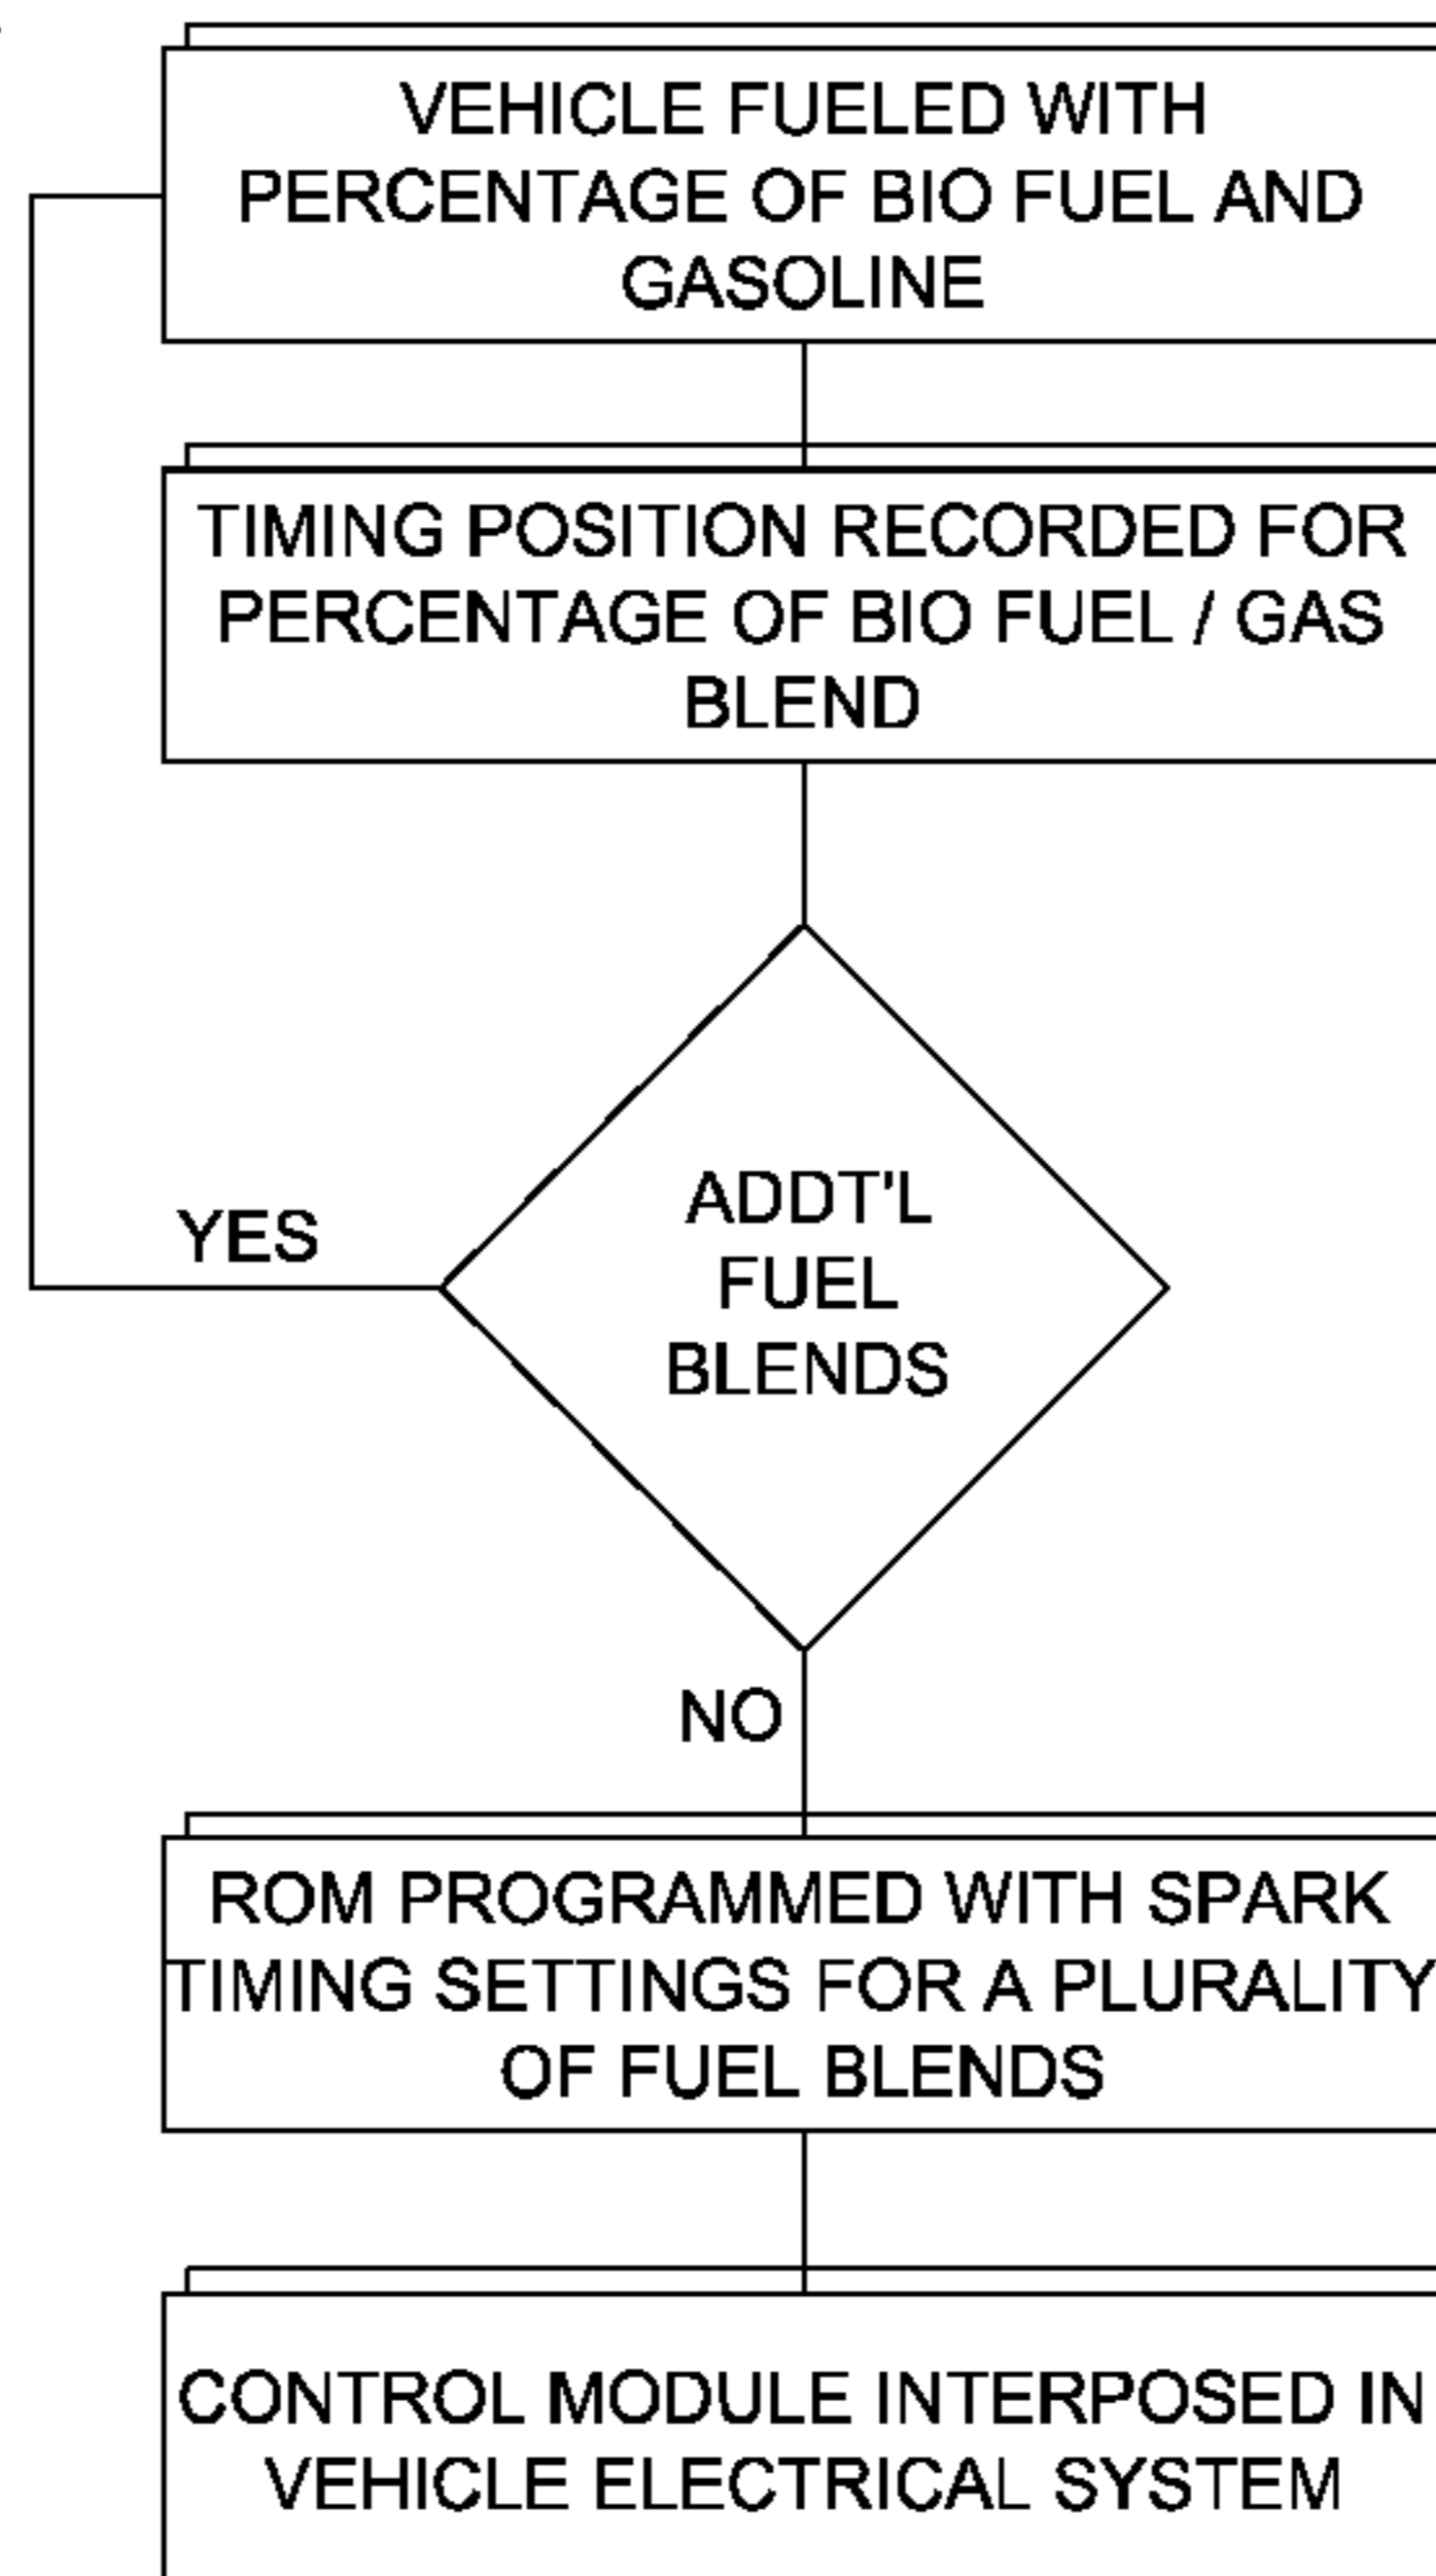 VEHICLE FUELED WITH
PERCENTAGE OF BIO FUEL AND
GASOLINE
TIMING POSITION RECORDED FOR
PERCENTAGE OF BIO FUEL / GAS
BLEND
ADDT'L
FUEL
BLENDS
YES
NO
ROM PROGRAMMED WITH SPARK
TIMING SETTINGS FOR A PLURALITY
OF FUEL BLENDS
CONTROL MODULE INTERPOSED IN
VEHICLE ELECTRICAL SYSTEM